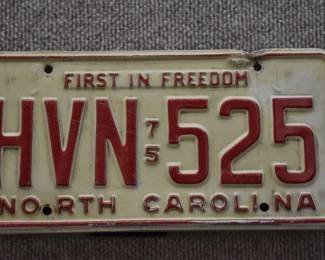 FIRST IN FREEDOM
HVN 75 525
NORTH CAROLINA